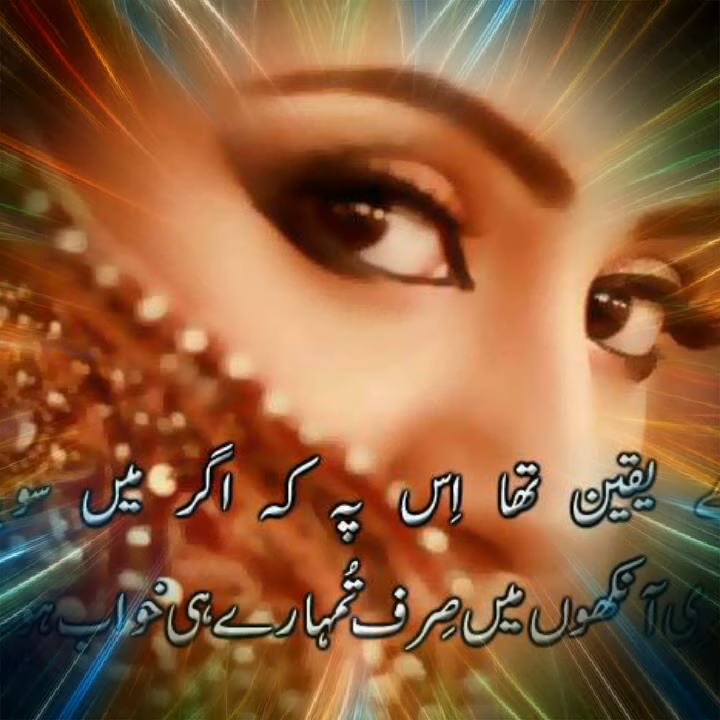 یقین تھا اِس پہ کہ اگر میں
آنکھوں میں صِرف تُمہارے ہی خواب